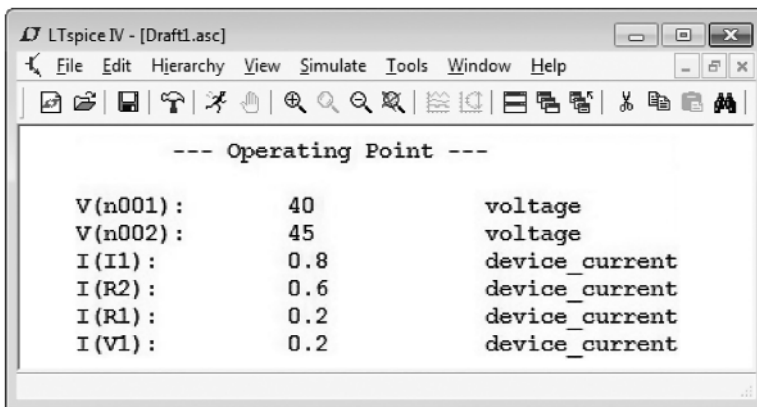 LTspice IV - [Draft1.asc]
File Edit Hierarchy View Simulate Tools Window Help
--- Operating Point ---
V(n001): 40 voltage
V(n002): 45 voltage
I(I1): 0.8 device_current
I(R2): 0.6 device_current
I(R1): 0.2 device_current
I(V1): 0.2 device_current